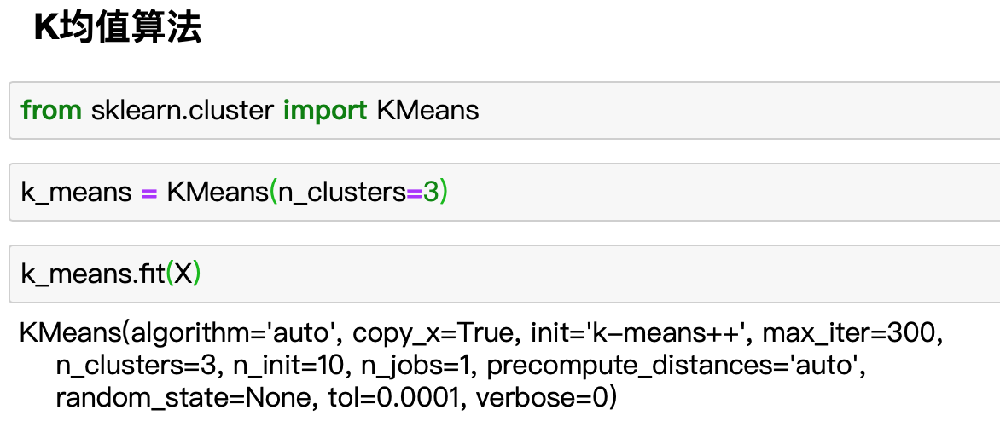 K均值算法
from sklearn.cluster import KMeans
k_means = KMeans(n_clusters=3)
k_means.fit(X)
KMeans(algorithm='auto', copy_x=True, init='k-means++', max_iter=300,
n_clusters=3, n_init=10, n_jobs=1, precompute_distances='auto',
random_state=None, tol=0.0001, verbose=0)